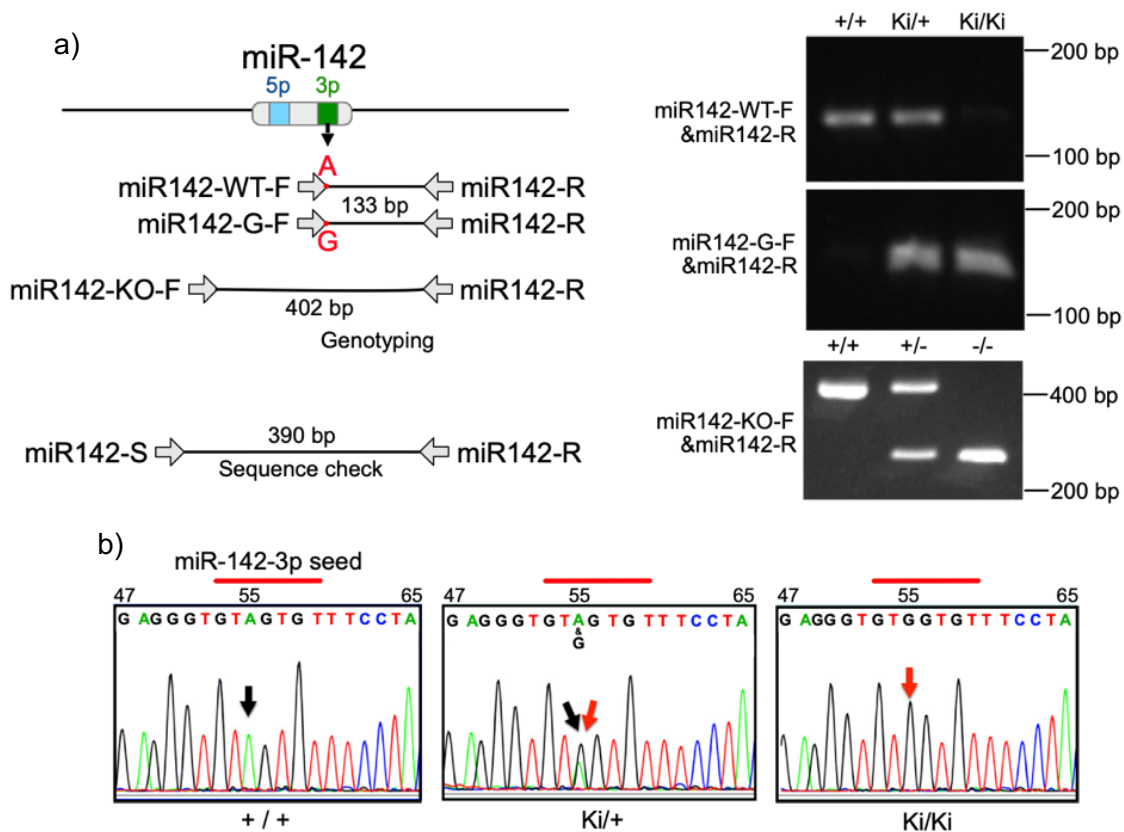 a)
miR-142
5p 3p
A
miR142-WT-F miR142-R
133 bp
miR142-G-F miR142-R
G
miR142-KO-F miR142-R
402 bp
Genotyping
390 bp
miR142-S miR142-R
Sequence check
+/+ Ki/+ Ki/Ki
200 bp
miR142-WT-F
&miR142-R
100 bp
200 bp
miR142-G-F
&miR142-R
100 bp
+/+ +/- -/-
400 bp
miR142-KO-F
&miR142-R
200 bp
b)
miR-142-3p seed
47 55 65
G A G G G T G T A G T G T T T C C T A
+ / +
47 55 65
G A G G G T G T A G T G T T T C C T A
&
G
Ki/+
47 55 65
G A G G G T G T G G T G T T T C C T A
Ki/Ki